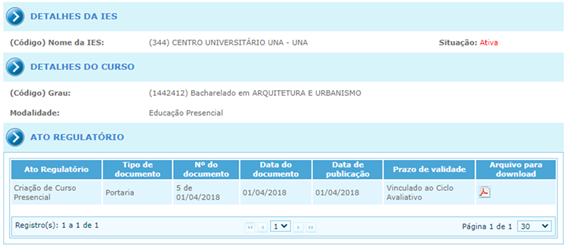 DETALHES DA IES
(Código) Nome da IES: (344) CENTRO UNIVERSITÁRIO UNA - UNA Situação: Ativa
DETALHES DO CURSO
(Código) Grau: (1442412) Bacharelado em ARQUITETURA E URBANISMO
Modalidade: Educação Presencial
ATO REGULATÓRIO
Ato Regulatório Tipo de documento Nº do documento Data do documento Data de publicação Prazo de validade Arquivo para download
Criação de Curso Presencial Portaria 5 de 01/04/2018 01/04/2018 01/04/2018 Vinculado ao Ciclo Avaliativo
Registro(s): 1 a 1 de 1 1 Página 1 de 1 30